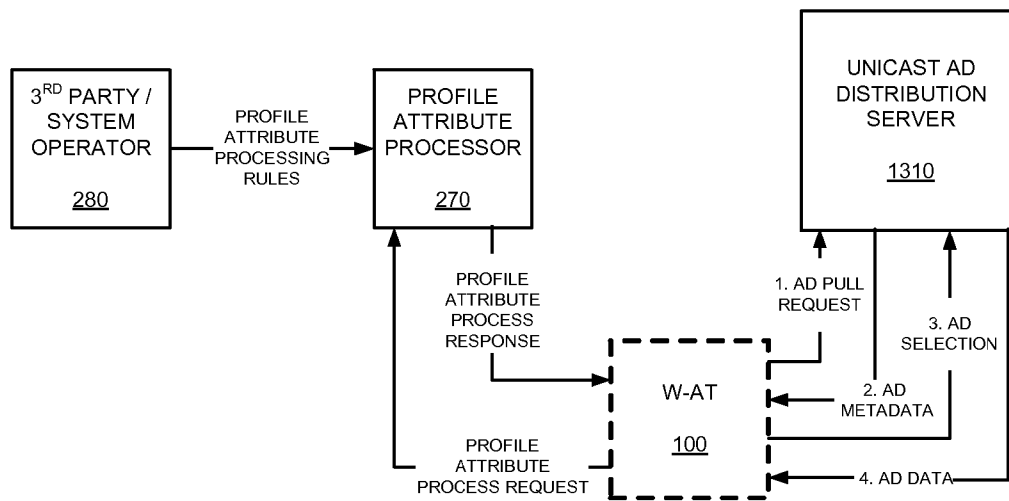 3RD PARTY /
SYSTEM
OPERATOR
280
PROFILE
ATTRIBUTE
PROCESSING
RULES
PROFILE
ATTRIBUTE
PROCESSOR
270
UNICAST AD
DISTRIBUTION
SERVER
1310
PROFILE
ATTRIBUTE
PROCESS
RESPONSE
1. AD PULL
REQUEST
3. AD
SELECTION
W-AT
100
2. AD
METADATA
PROFILE
ATTRIBUTE
PROCESS REQUEST
4. AD DATA